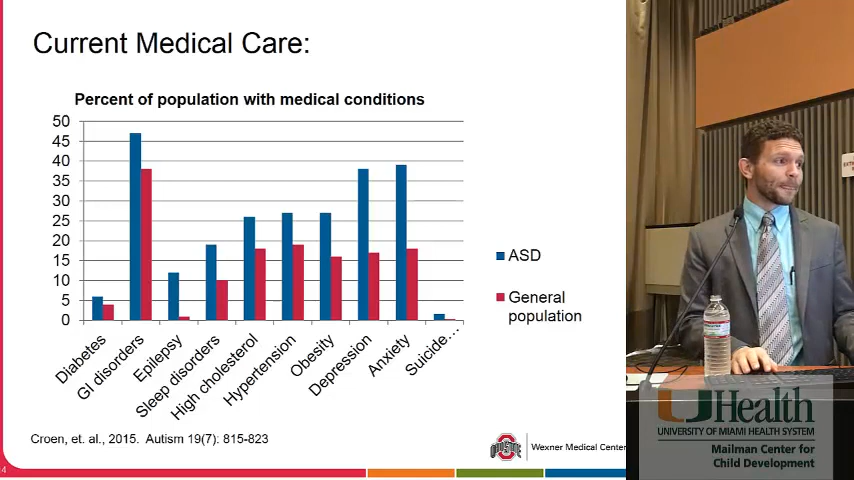 Current Medical Care:
Percent of population with medical conditions
50
45
40
35
30
25
20
15
10
5
0
Diabetes
GI disorders
Epilepsy
Sleep disorders
High cholesterol
Hypertension
Obesity
Depression
Anxiety
Suicide…
ASD
General
population
Croen, et. al., 2015. Autism 19(7): 815-823
OHIO STATE
Wexner Medical Center
4
UHealth
UNIVERSITY OF MIAMI HEALTH SYSTEM
Mailman Center for
Child Development